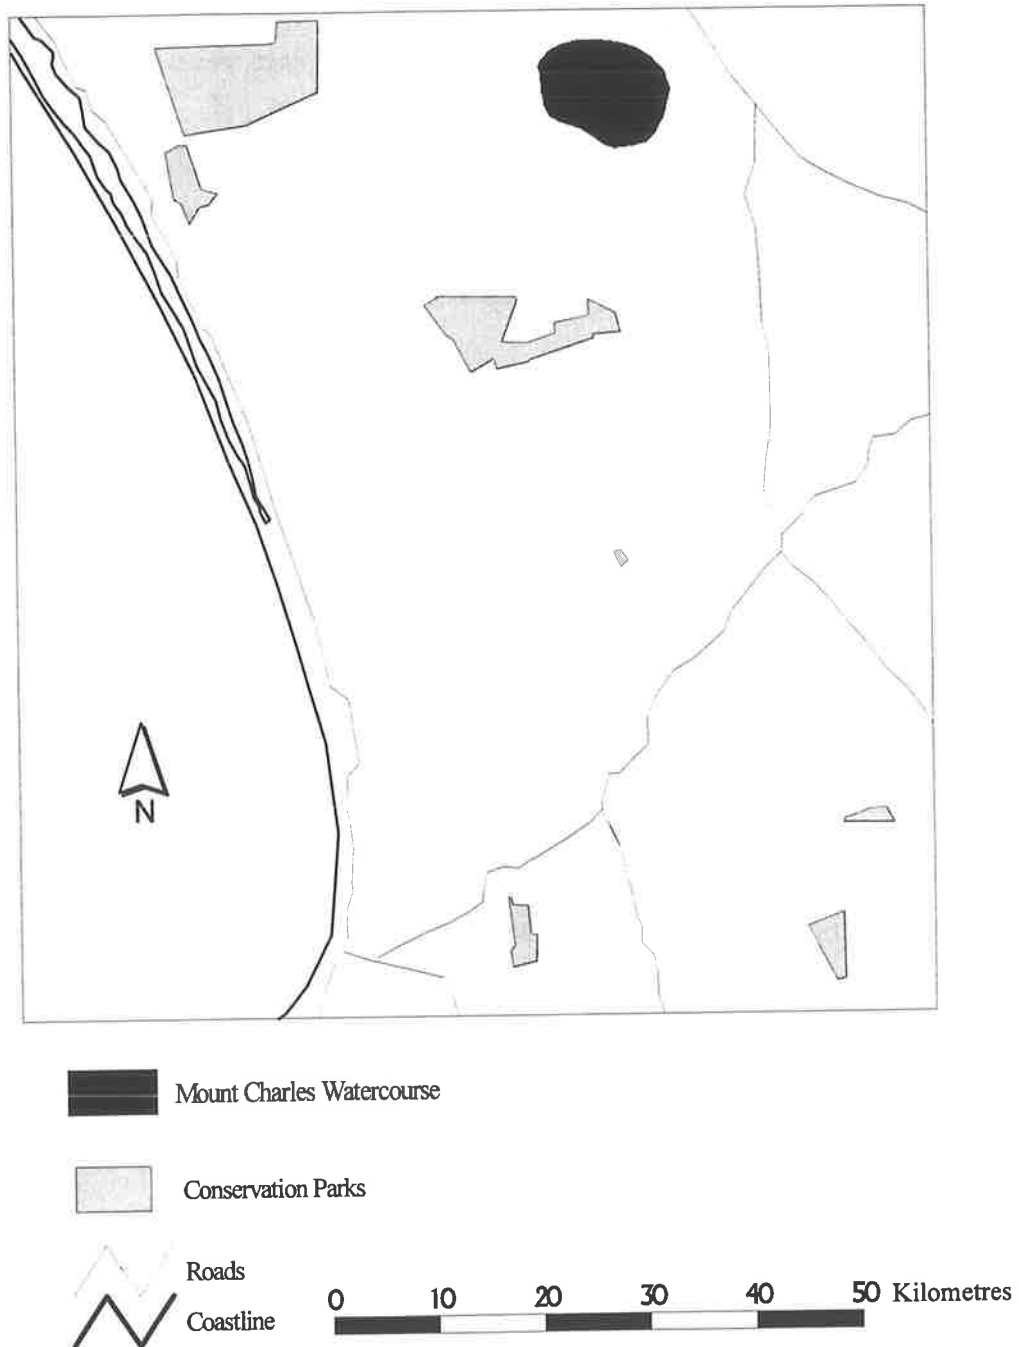 N
Mount Charles Watercourse
Conservation Parks
Roads
Coastline
0 10 20 30 40 50 Kilometres